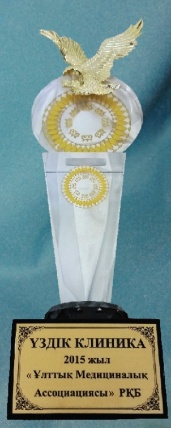 ҮЗДІК КЛИНИКА
2015 жыл
«Ұлттық Медициналық
Ассоциациясы» РҚБ